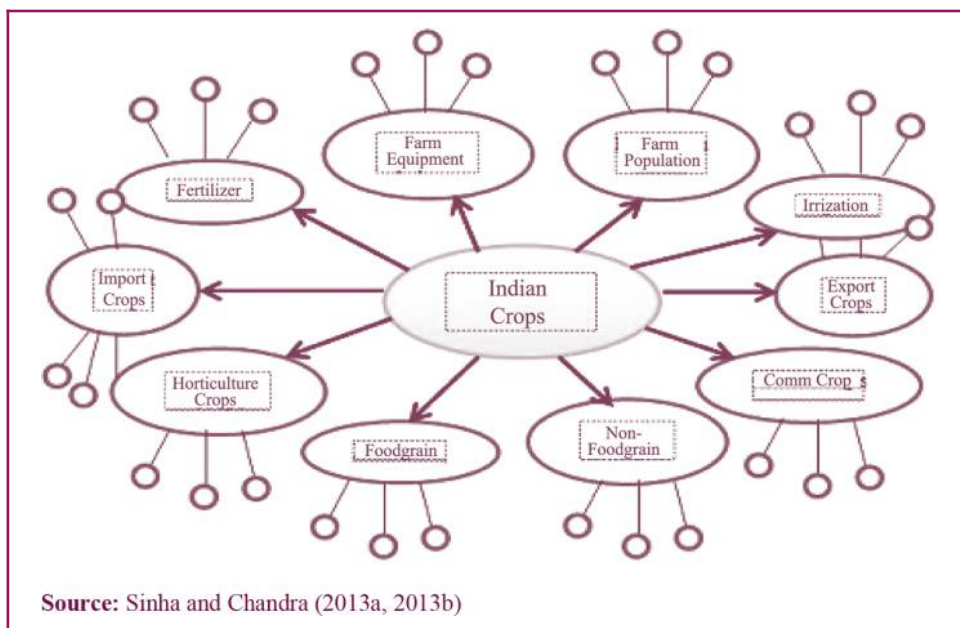 Farm
Equipment
Farm
Population
Fertilizer
Irrization
Import
Crops
Indian
Crops
Export
Crops
Horticulture
Crops
Comm Crop s
Foodgrain
Non-
Foodgrain
Source: Sinha and Chandra (2013a, 2013b)